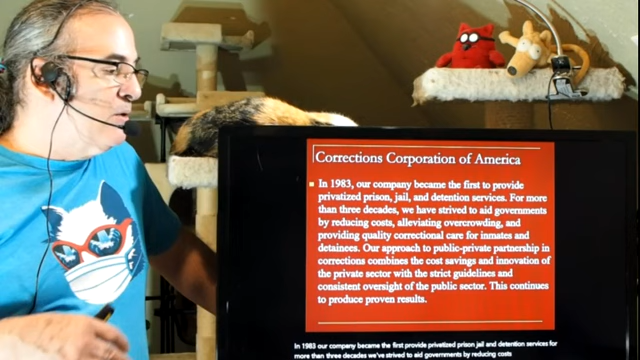 Corrections Corporation of America
In 1983, our company became the first to provide
privatized prison, jail, and detention services. For more
than three decades, we have strived to aid governments
by reducing costs, alleviating overcrowding, and
providing quality correctional care for inmates and
detainees. Our approach to public-private partnership in
corrections combines the cost savings and innovation of
the private sector with the strict guidelines and
consistent oversight of the public sector. This continues
to produce proven results.
In 1983 our company became the first provide privatized prison jail and detention services for
more than three decades we've strived to aid governments by reducing costs